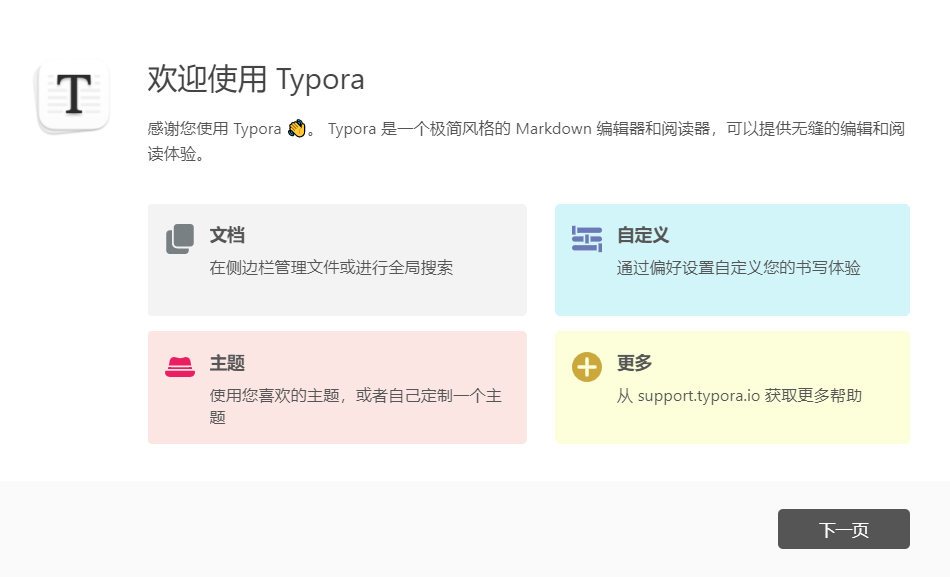 T
欢迎使用 Typora
感谢您使用 Typora 👏。 Typora 是一个极简风格的 Markdown 编辑器和阅读器，可以提供无缝的编辑和阅
读体验。
文档
在侧边栏管理文件或进行全局搜索
自定义
通过偏好设置自定义您的书写体验
主题
使用您喜欢的主题，或者自己定制一个主
题
更多
从 support.typora.io 获取更多帮助
下一页